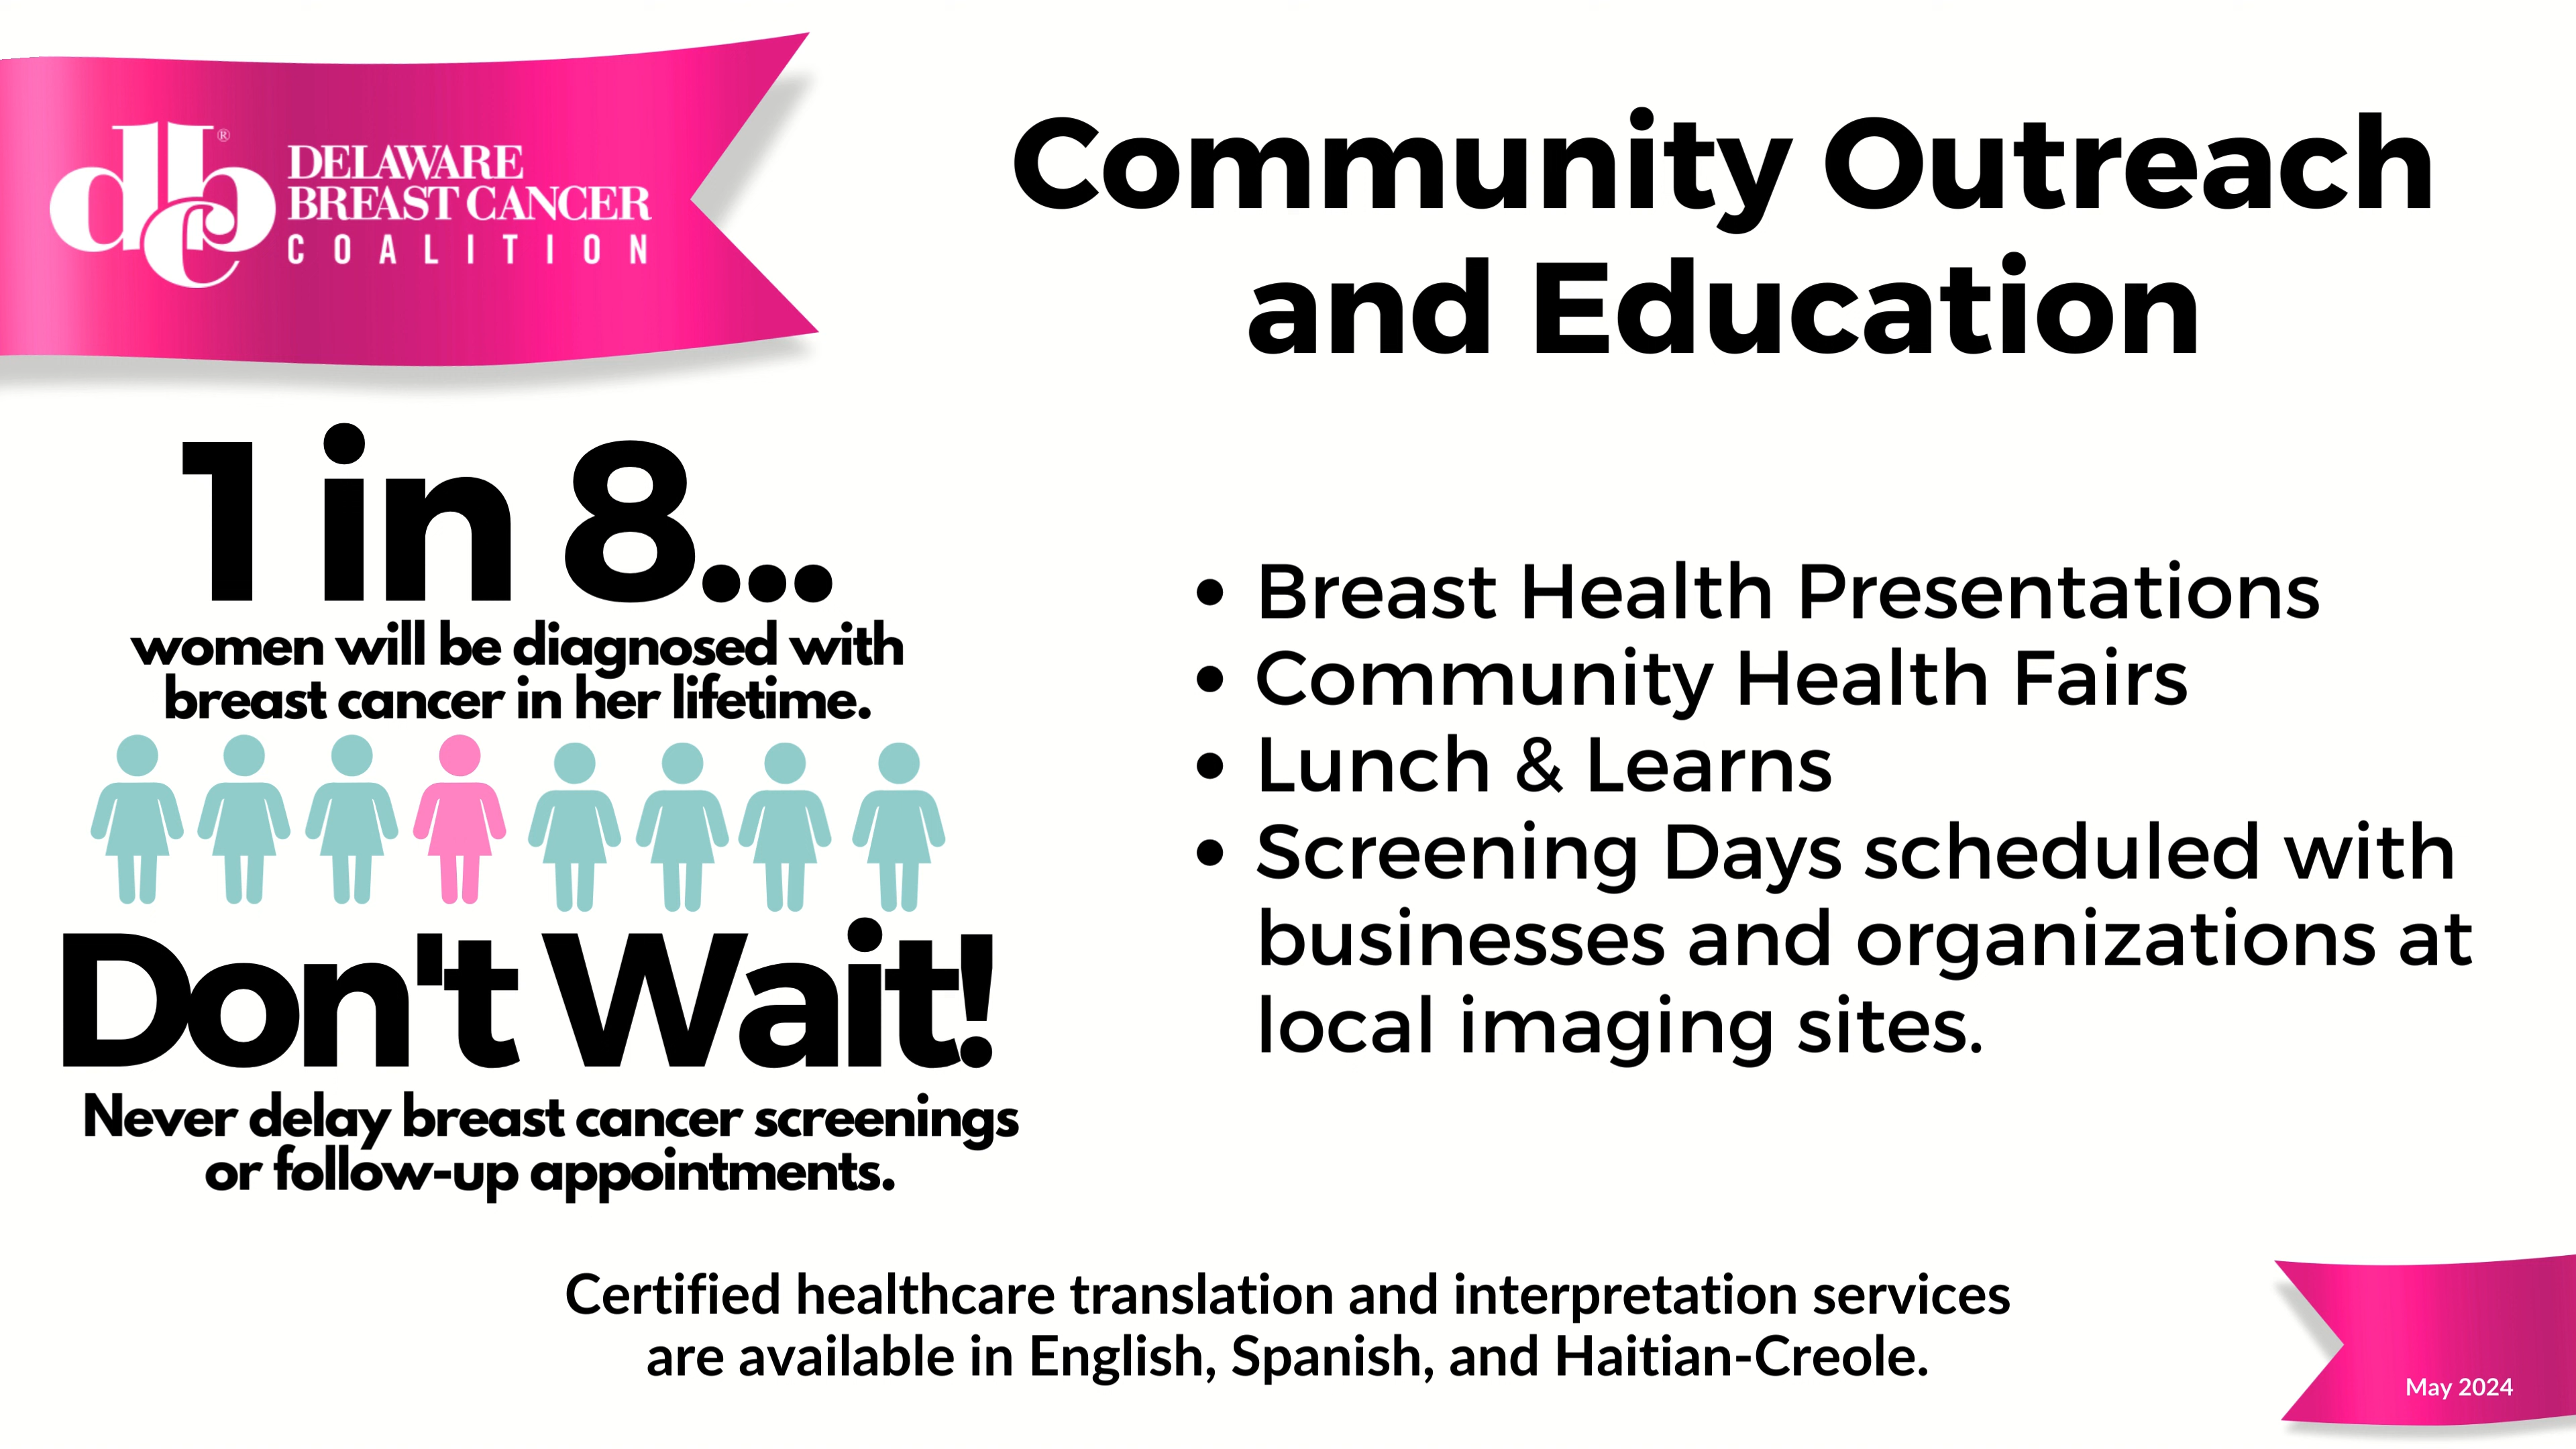 dbcc®
DELAWARE
BREAST CANCER
COALITION
Community Outreach
and Education
1 in 8...
women will be diagnosed with
breast cancer in her lifetime.
Don't Wait!
Never delay breast cancer screenings
or follow-up appointments.
• Breast Health Presentations
• Community Health Fairs
• Lunch & Learns
• Screening Days scheduled with
businesses and organizations at
local imaging sites.
Certified healthcare translation and interpretation services
are available in English, Spanish, and Haitian-Creole.
May 2024